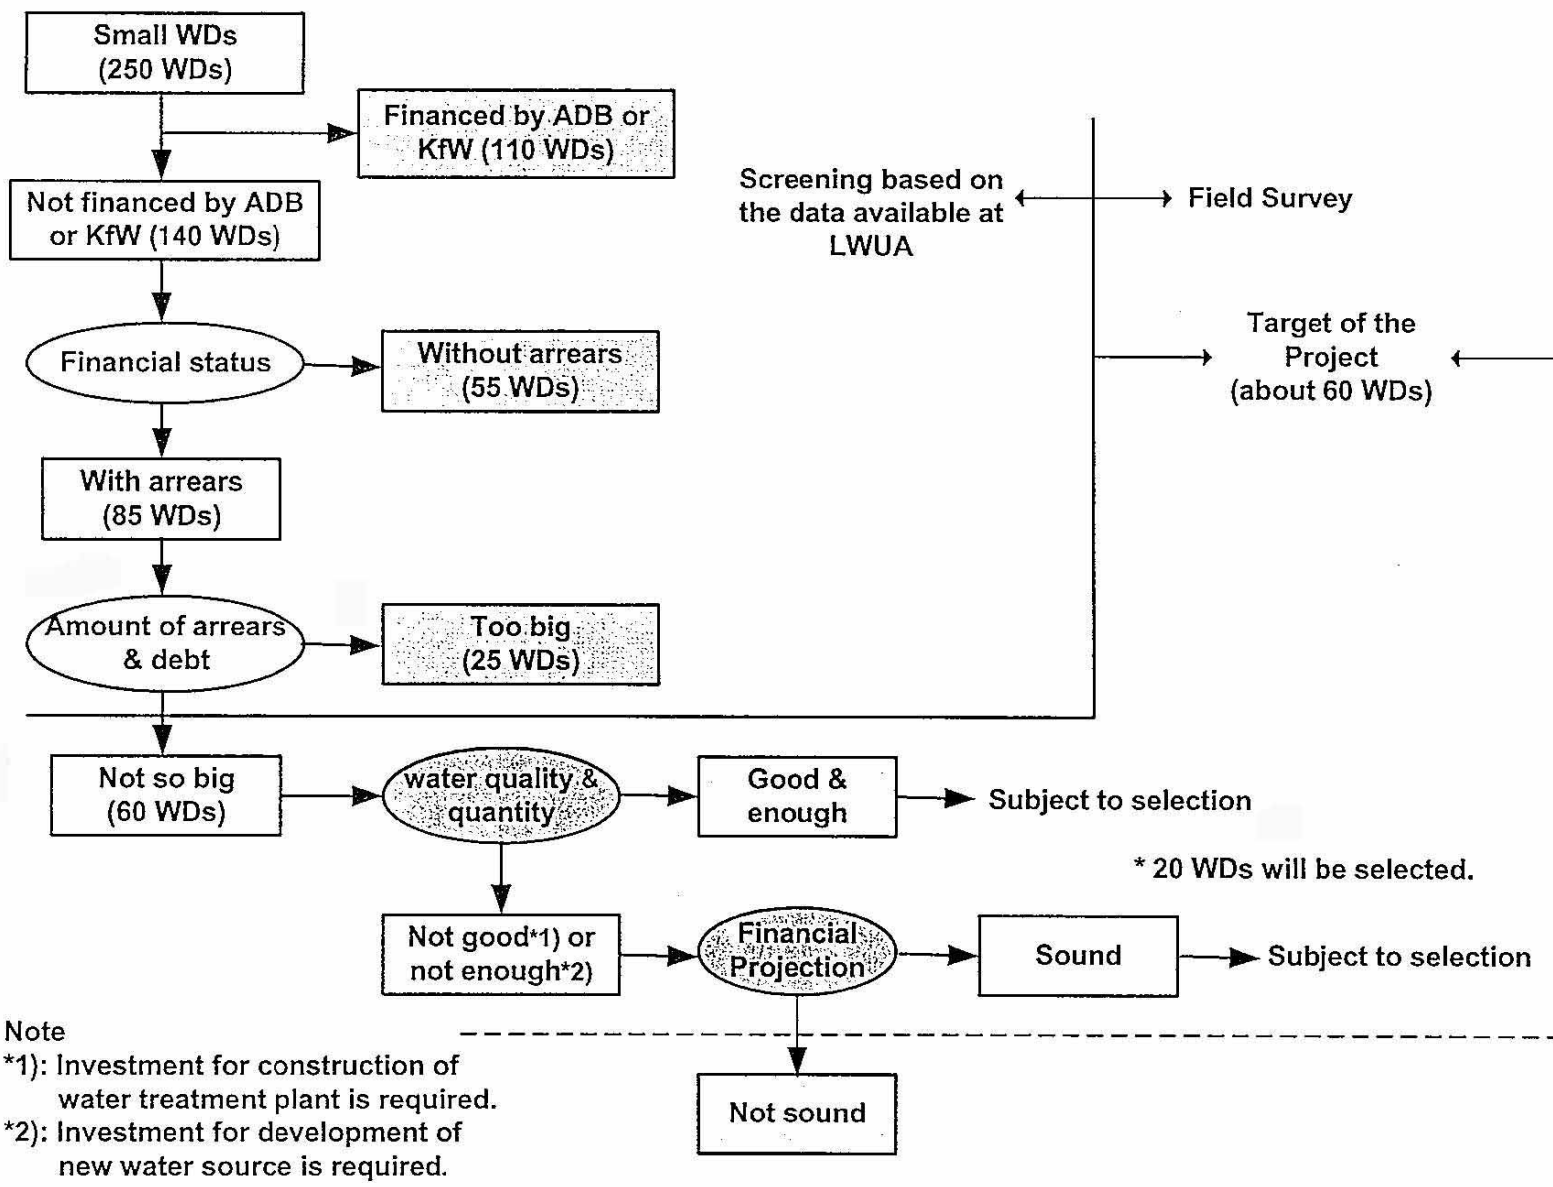 Small WDs
(250 WDs)
Financed by ADB or
KfW (110 WDs)
Not financed by ADB
or KfW (140 WDs)
Screening based on
the data available at
LWUA
Field Survey
Financial status
Without arrears
(55 WDs)
Target of the
Project
(about 60 WDs)
With arrears
(85 WDs)
Amount of arrears
& debt
Too big
(25 WDs)
Not so big
(60 WDs)
water quality &
quantity
Good &
enough
Subject to selection
* 20 WDs will be selected.
Not good*1) or
not enough*2)
Financial
Projection
Sound
Subject to selection
Not sound
Note
*1): Investment for construction of
water treatment plant is required.
*2): Investment for development of
new water source is required.